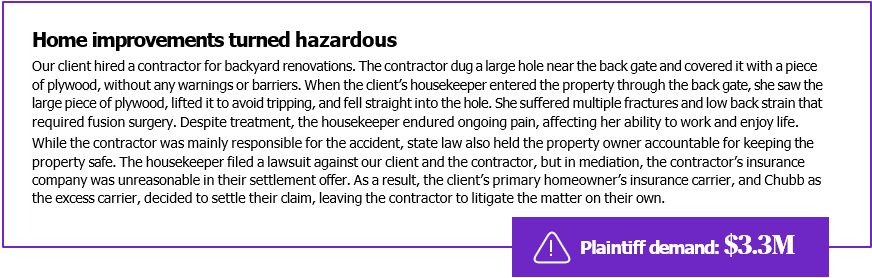 Home improvements turned hazardous
Our client hired a contractor for backyard renovations. The contractor dug a large hole near the back gate and covered it with a piece
of plywood, without any warnings or barriers. When the client’s housekeeper entered the property through the back gate, she saw the
large piece of plywood, lifted it to avoid tripping, and fell straight into the hole. She suffered multiple fractures and low back strain that
required fusion surgery. Despite treatment, the housekeeper endured ongoing pain, affecting her ability to work and enjoy life.
While the contractor was mainly responsible for the accident, state law also held the property owner accountable for keeping the
property safe. The housekeeper filed a lawsuit against our client and the contractor, but in mediation, the contractor’s insurance
company was unreasonable in their settlement offer. As a result, the client’s primary homeowner’s insurance carrier, and Chubb as
the excess carrier, decided to settle their claim, leaving the contractor to litigate the matter on their own.
Plaintiff demand: $3.3M